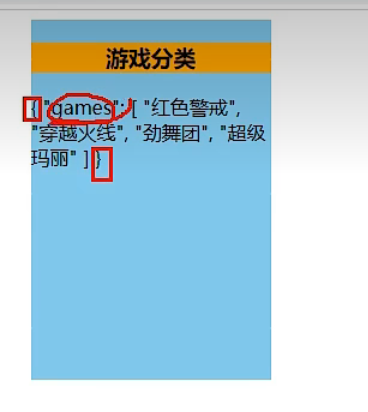 游戏分类
{ "games": [ "红色警戒",
"穿越火线", "劲舞团", "超级
玛丽" ] }